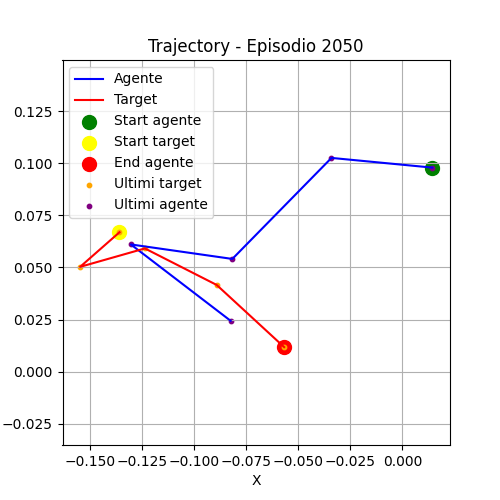 Trajectory - Episodio 2050
Agente
Target
Start agente
Start target
End agente
Ultimi target
Ultimi agente
0.125
0.100
0.075
0.050
0.025
0.000
−0.025
−0.150 −0.125 −0.100 −0.075 −0.050 −0.025 0.000
X